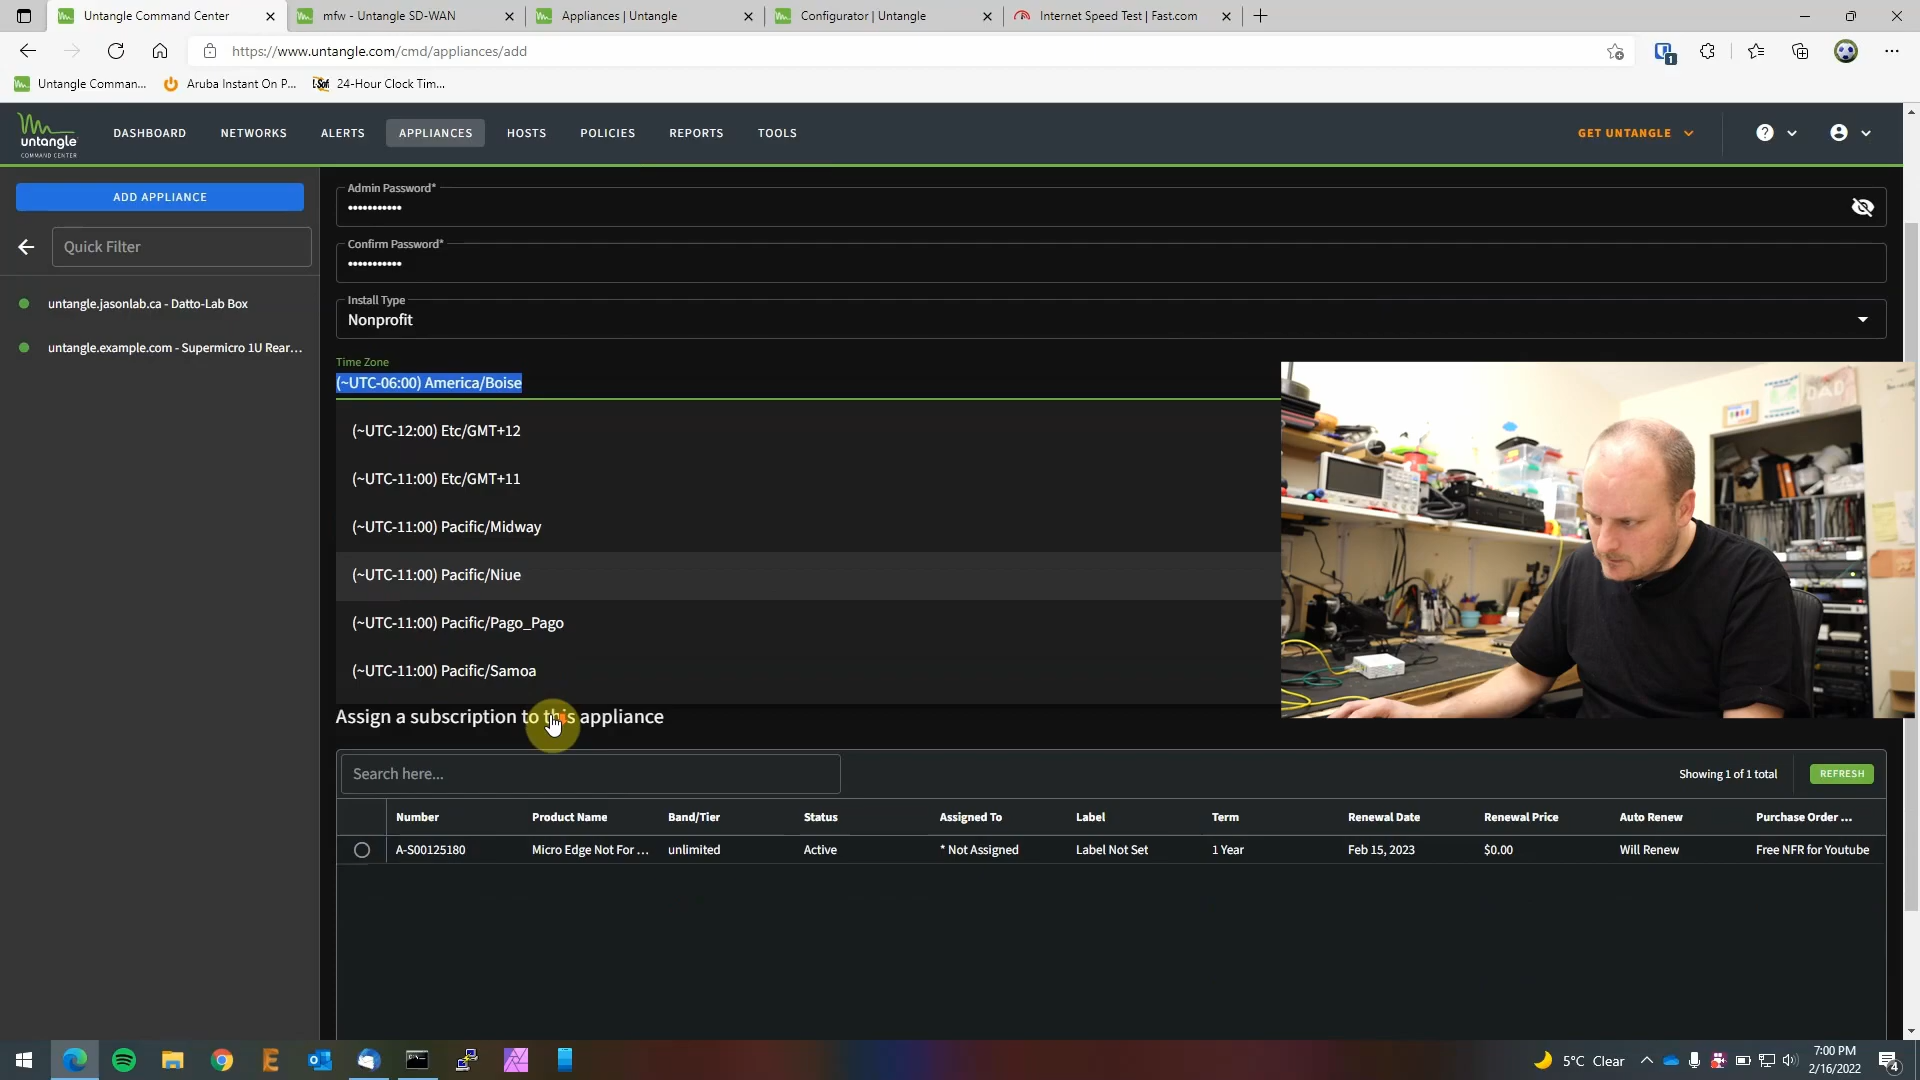 Untangle Command Center
mfw - Untangle SD-WAN
Appliances | Untangle
Configurator | Untangle
Internet Speed Test | Fast.com
https://www.untangle.com/cmd/appliances/add
1
Untangle Comman...
Aruba Instant On P...
24-Hour Clock Tim...
untangle
COMMAND CENTER
DASHBOARD
NETWORKS
ALERTS
APPLIANCES
HOSTS
POLICIES
REPORTS
TOOLS
GET UNTANGLE
ADD APPLIANCE
Quick Filter
untangle.jasonlab.ca - Datto-Lab Box
untangle.example.com - Supermicro 1U Rear...
Admin Password*
Confirm Password*
Install Type
Nonprofit
Time Zone
(~UTC-06:00) America/Boise
(~UTC-12:00) Etc/GMT+12
(~UTC-11:00) Etc/GMT+11
(~UTC-11:00) Pacific/Midway
(~UTC-11:00) Pacific/Niue
(~UTC-11:00) Pacific/Pago_Pago
(~UTC-11:00) Pacific/Samoa
DAD
Assign a subscription to this appliance
Search here...
Showing 1 of 1 total
REFRESH
Number Product Name Band/Tier Status Assigned To Label Term Renewal Date Renewal Price Auto Renew Purchase Order ...
A-S00125180 Micro Edge Not For ... unlimited Active * Not Assigned Label Not Set 1 Year Feb 15, 2023 $0.00 Will Renew Free NFR for Youtube
5°C Clear
7:00 PM
2/16/2022
4